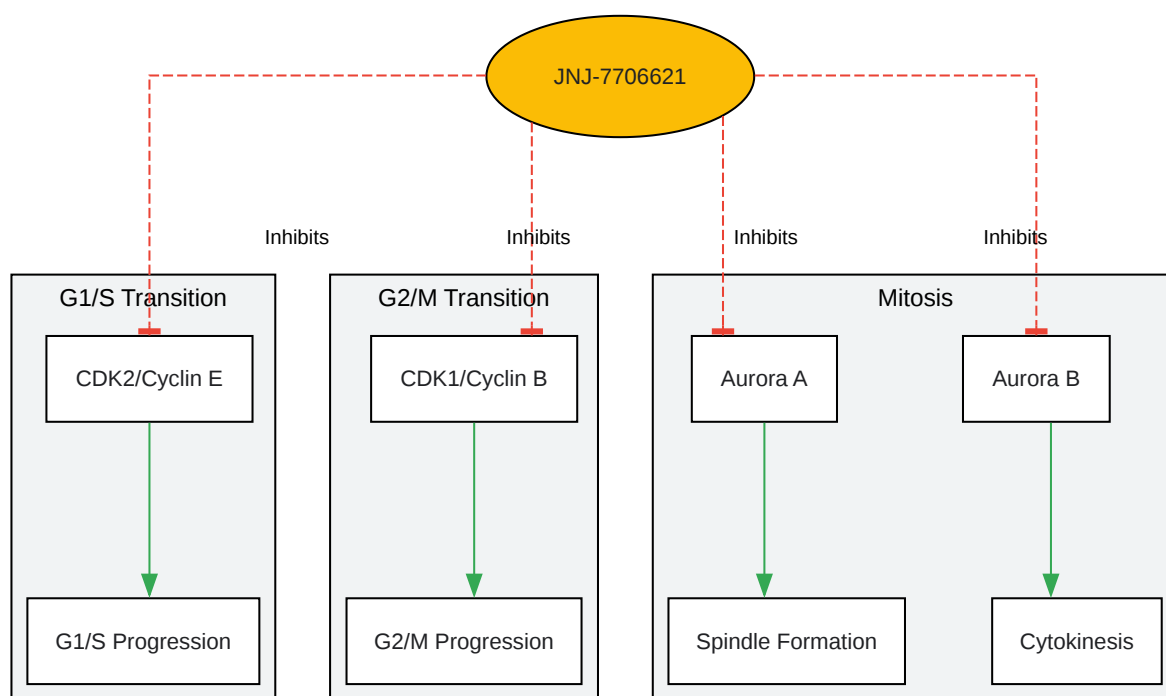 JNJ-7706621
Inhibits
Inhibits
Inhibits
Inhibits
G1/S Transition
G2/M Transition
Mitosis
CDK2/Cyclin E
CDK1/Cyclin B
Aurora A
Aurora B
G1/S Progression
G2/M Progression
Spindle Formation
Cytokinesis